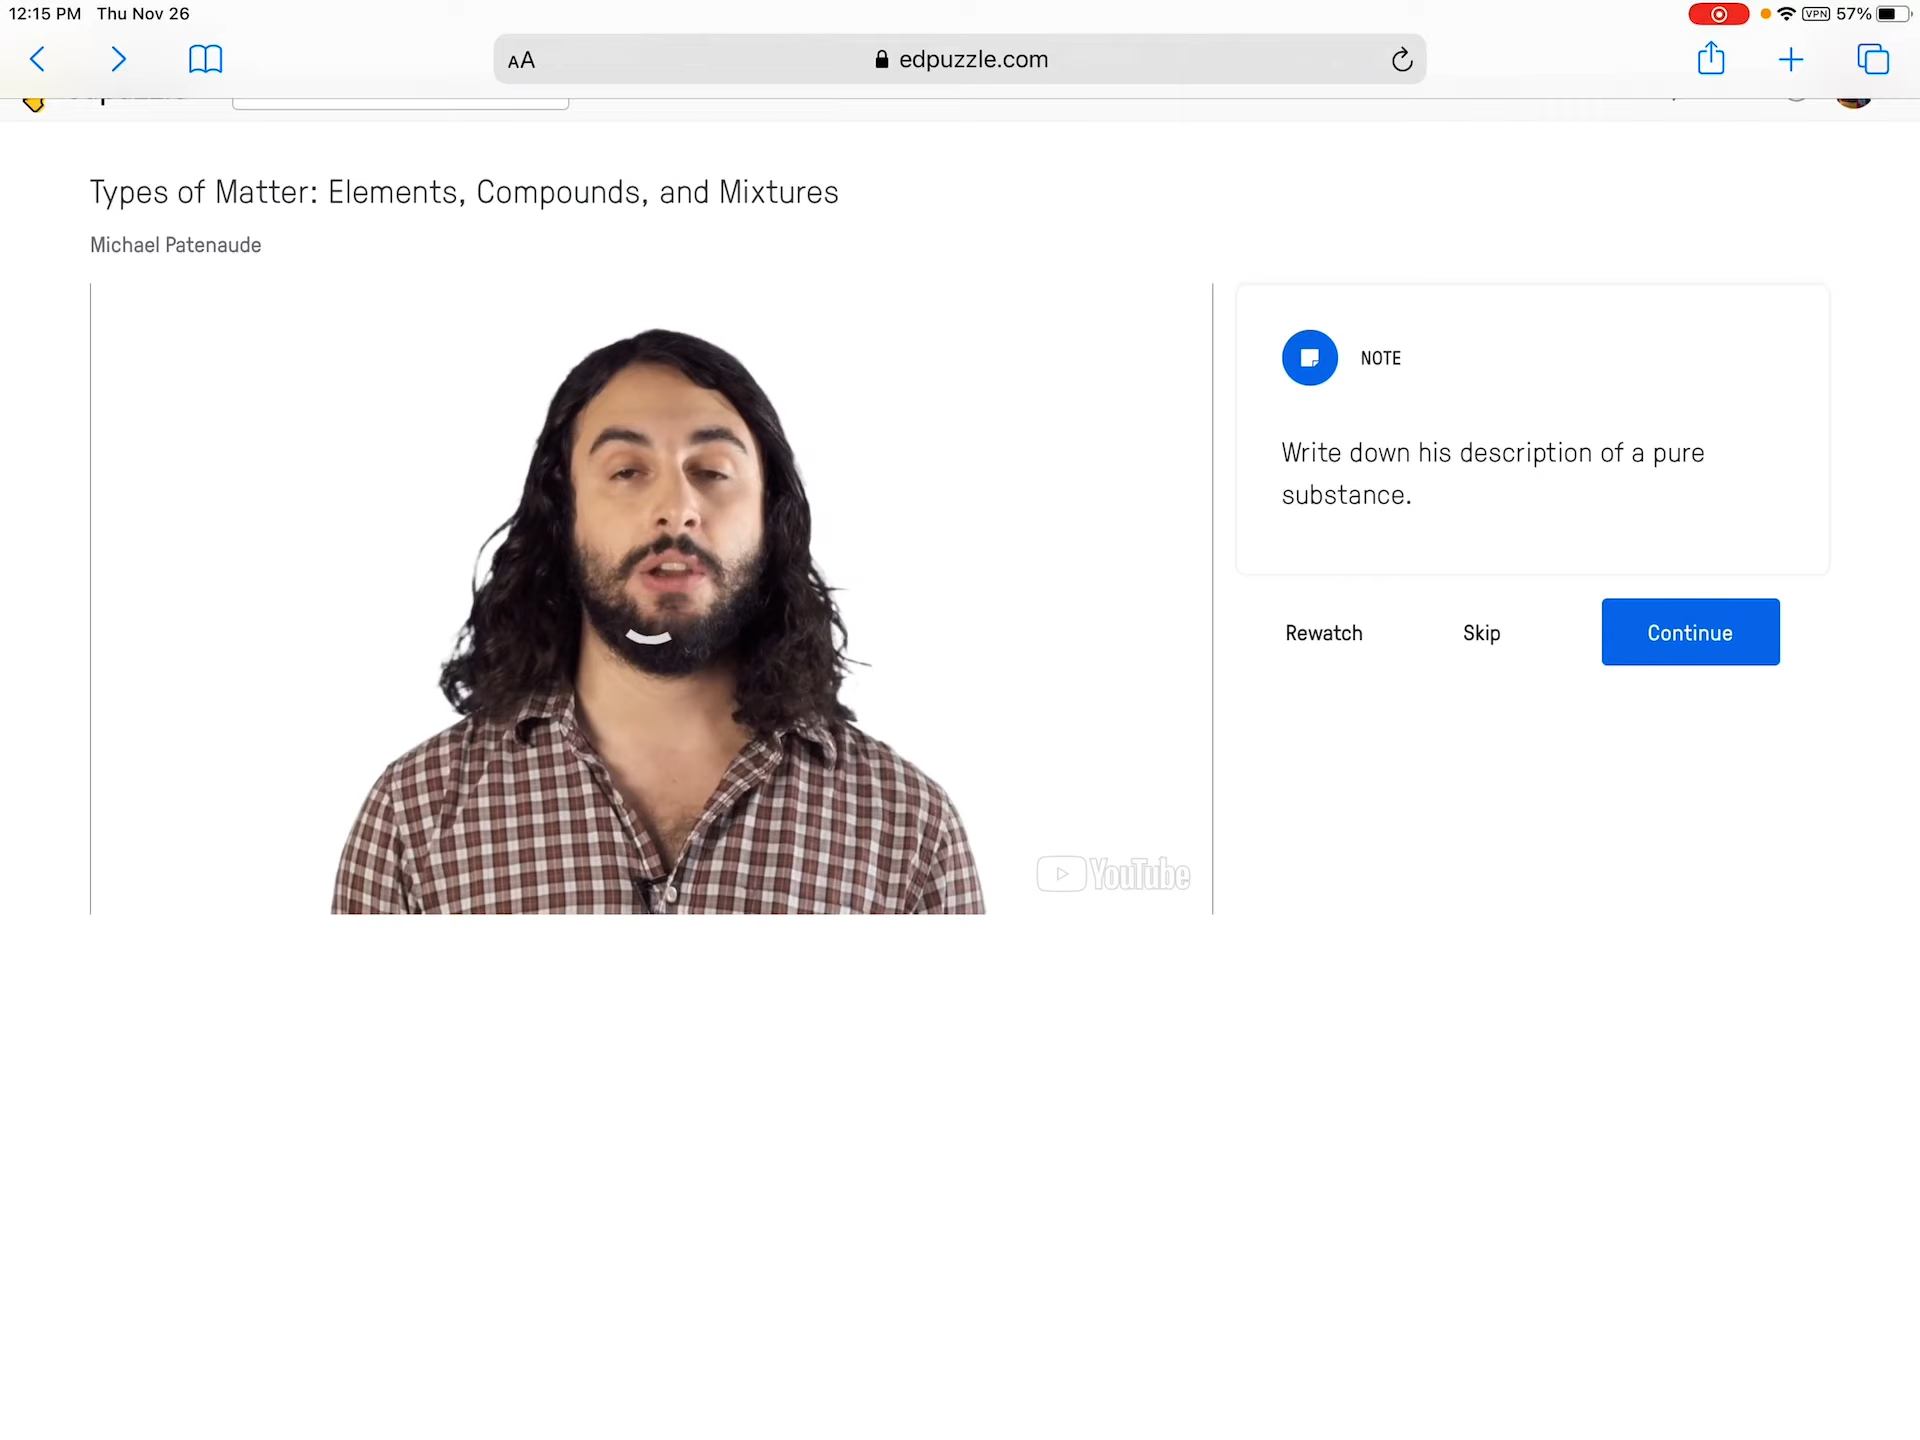 12:15 PM Thu Nov 26
VPN 57%
AA
edpuzzle.com
Types of Matter: Elements, Compounds, and Mixtures
Michael Patenaude
NOTE
Write down his description of a pure
substance.
Rewatch
Skip
Continue
YouTube